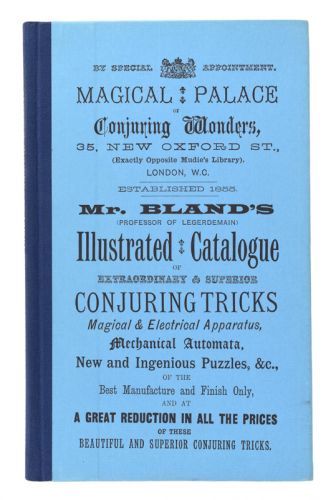 BY SPECIAL APPOINTMENT.
MAGICAL PALACE
OF
Conjuring Wonders,
35, NEW OXFORD ST.,
(Exactly Opposite Mudie's Library).
LONDON, W.C.
ESTABLISHED 1855.
Mr. BLAND'S
(PROFESSOR OF LEGERDEMAIN)
Illustrated Catalogue
OF
EXTRAORDINARY & SUPERIOR
CONJURING TRICKS
Magical & Electrical Apparatus,
Mechanical Automata,
New and Ingenious Puzzles, &c.,
OF THE
Best Manufacture and Finish Only,
AND AT
A GREAT REDUCTION IN ALL THE PRICES
OF THESE
BEAUTIFUL AND SUPERIOR CONJURING TRICKS.